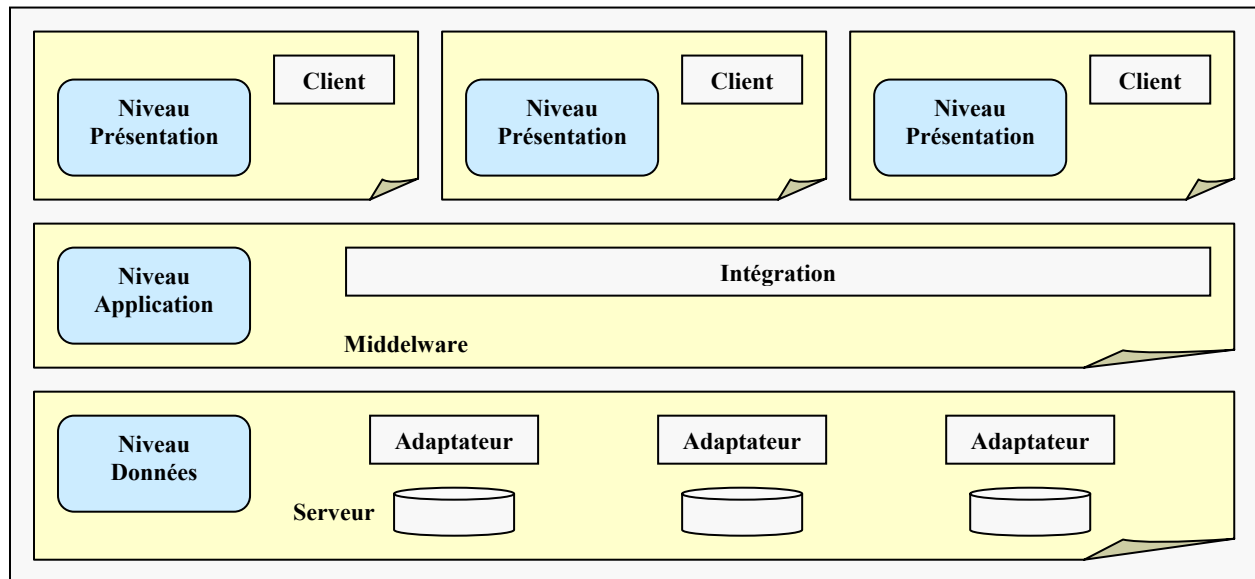 Client
Niveau
Présentation
Client
Niveau
Présentation
Client
Niveau
Présentation
Niveau
Application
Intégration
Middelware
Niveau
Données
Adaptateur
Adaptateur
Adaptateur
Serveur